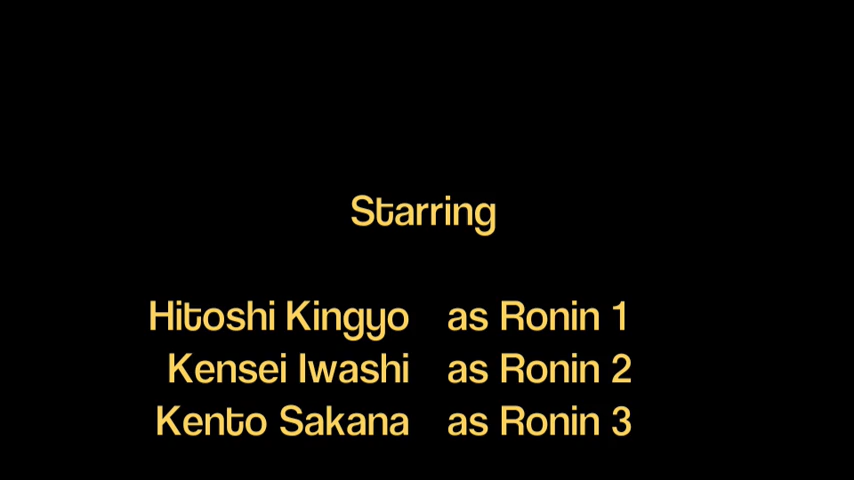 Starring
Hitoshi Kingyo as Ronin 1
Kensei Iwashi as Ronin 2
Kento Sakana as Ronin 3